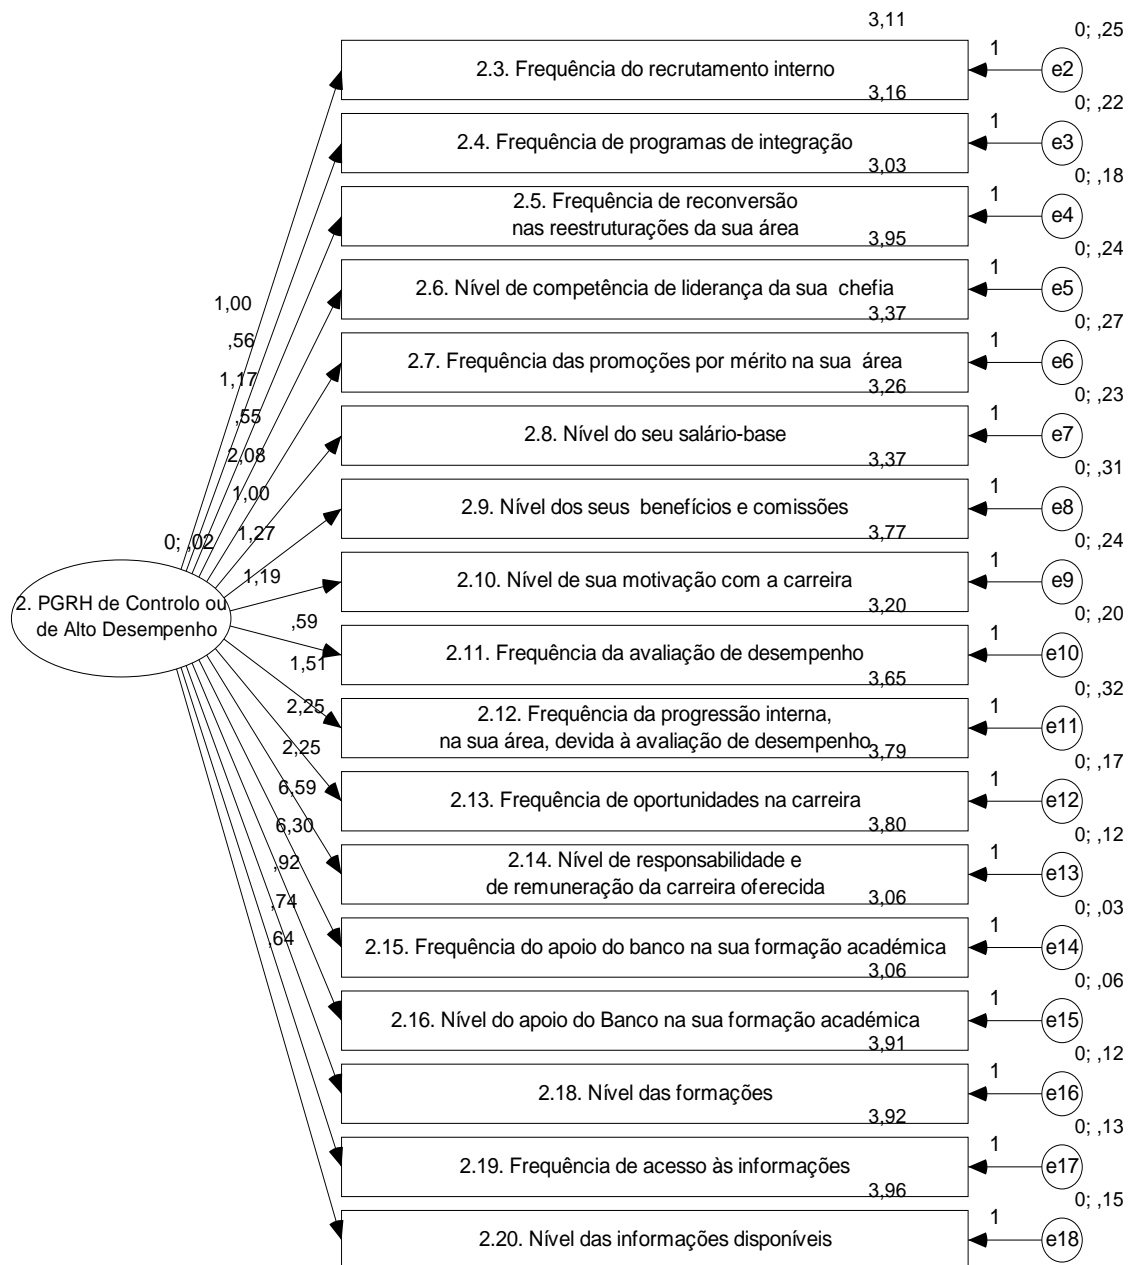 3,11
0; ,25
2.3. Frequência do recrutamento interno
1
e2
3,16
0; ,22
2.4. Frequência de programas de integração
1
e3
3,03
0; ,18
2.5. Frequência de reconversão
nas reestruturações da sua área
1
e4
3,95
0; ,24
2.6. Nível de competência de liderança da sua chefia
1
e5
3,37
0; ,27
2.7. Frequência das promoções por mérito na sua área
1
e6
3,26
0; ,23
2.8. Nível do seu salário-base
1
e7
3,37
0; ,31
2.9. Nível dos seus benefícios e comissões
1
e8
3,77
0; ,24
2.10. Nível de sua motivação com a carreira
1
e9
3,20
0; ,20
2.11. Frequência da avaliação de desempenho
1
e10
3,65
0; ,32
2.12. Frequência da progressão interna,
na sua área, devida à avaliação de desempenho
1
e11
3,79
0; ,17
2.13. Frequência de oportunidades na carreira
1
e12
3,80
0; ,12
2.14. Nível de responsabilidade e
de remuneração da carreira oferecida
1
e13
3,06
0; ,03
2.15. Frequência do apoio do banco na sua formação académica
1
e14
3,06
0; ,06
2.16. Nível do apoio do Banco na sua formação académica
1
e15
3,91
0; ,12
2.18. Nível das formações
1
e16
3,92
0; ,13
2.19. Frequência de acesso às informações
1
e17
3,96
0; ,15
2.20. Nível das informações disponíveis
1
e18
1,00
,56
1,17
,55
2,08
1,00
1,27
1,19
,59
1,51
2,25
2,25
6,59
6,30
,92
,74
,64
0; ,02
2. PGRH de Controlo ou
de Alto Desempenho